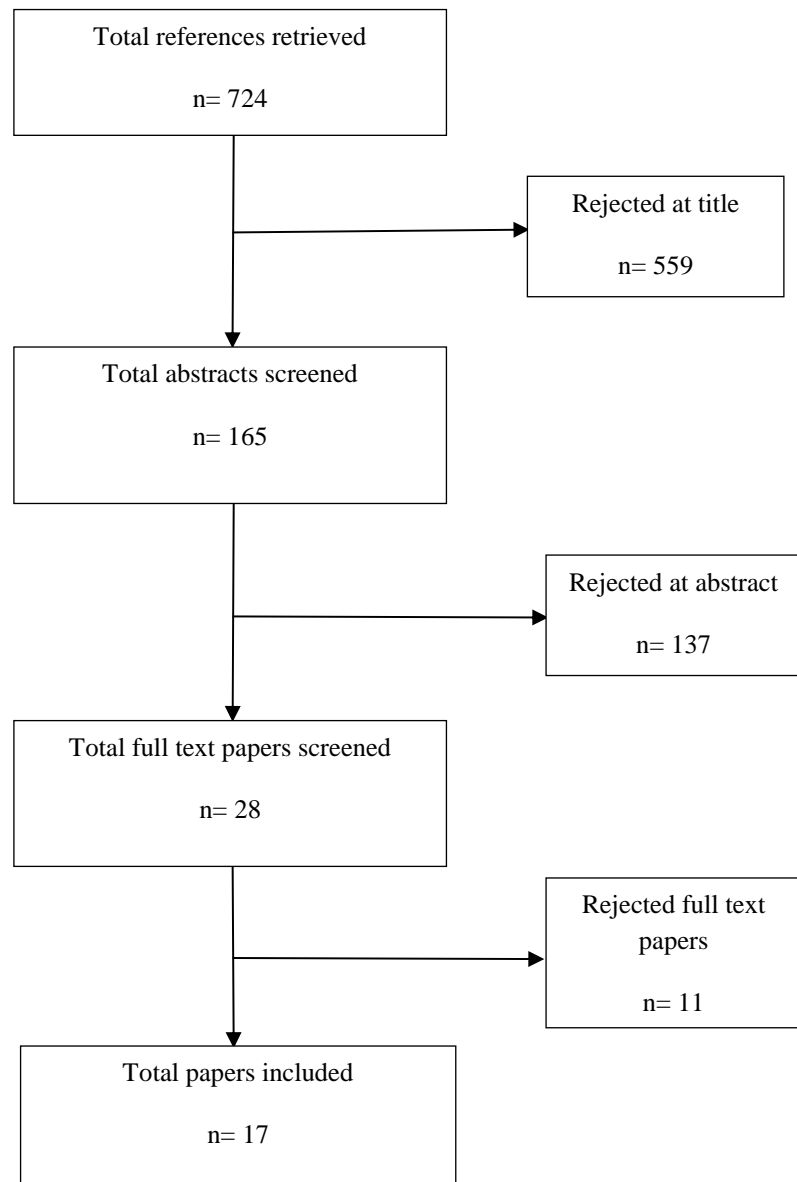 Total references retrieved
n= 724
Rejected at title
n= 559
Total abstracts screened
n= 165
Rejected at abstract
n= 137
Total full text papers screened
n= 28
Rejected full text
papers
n= 11
Total papers included
n= 17